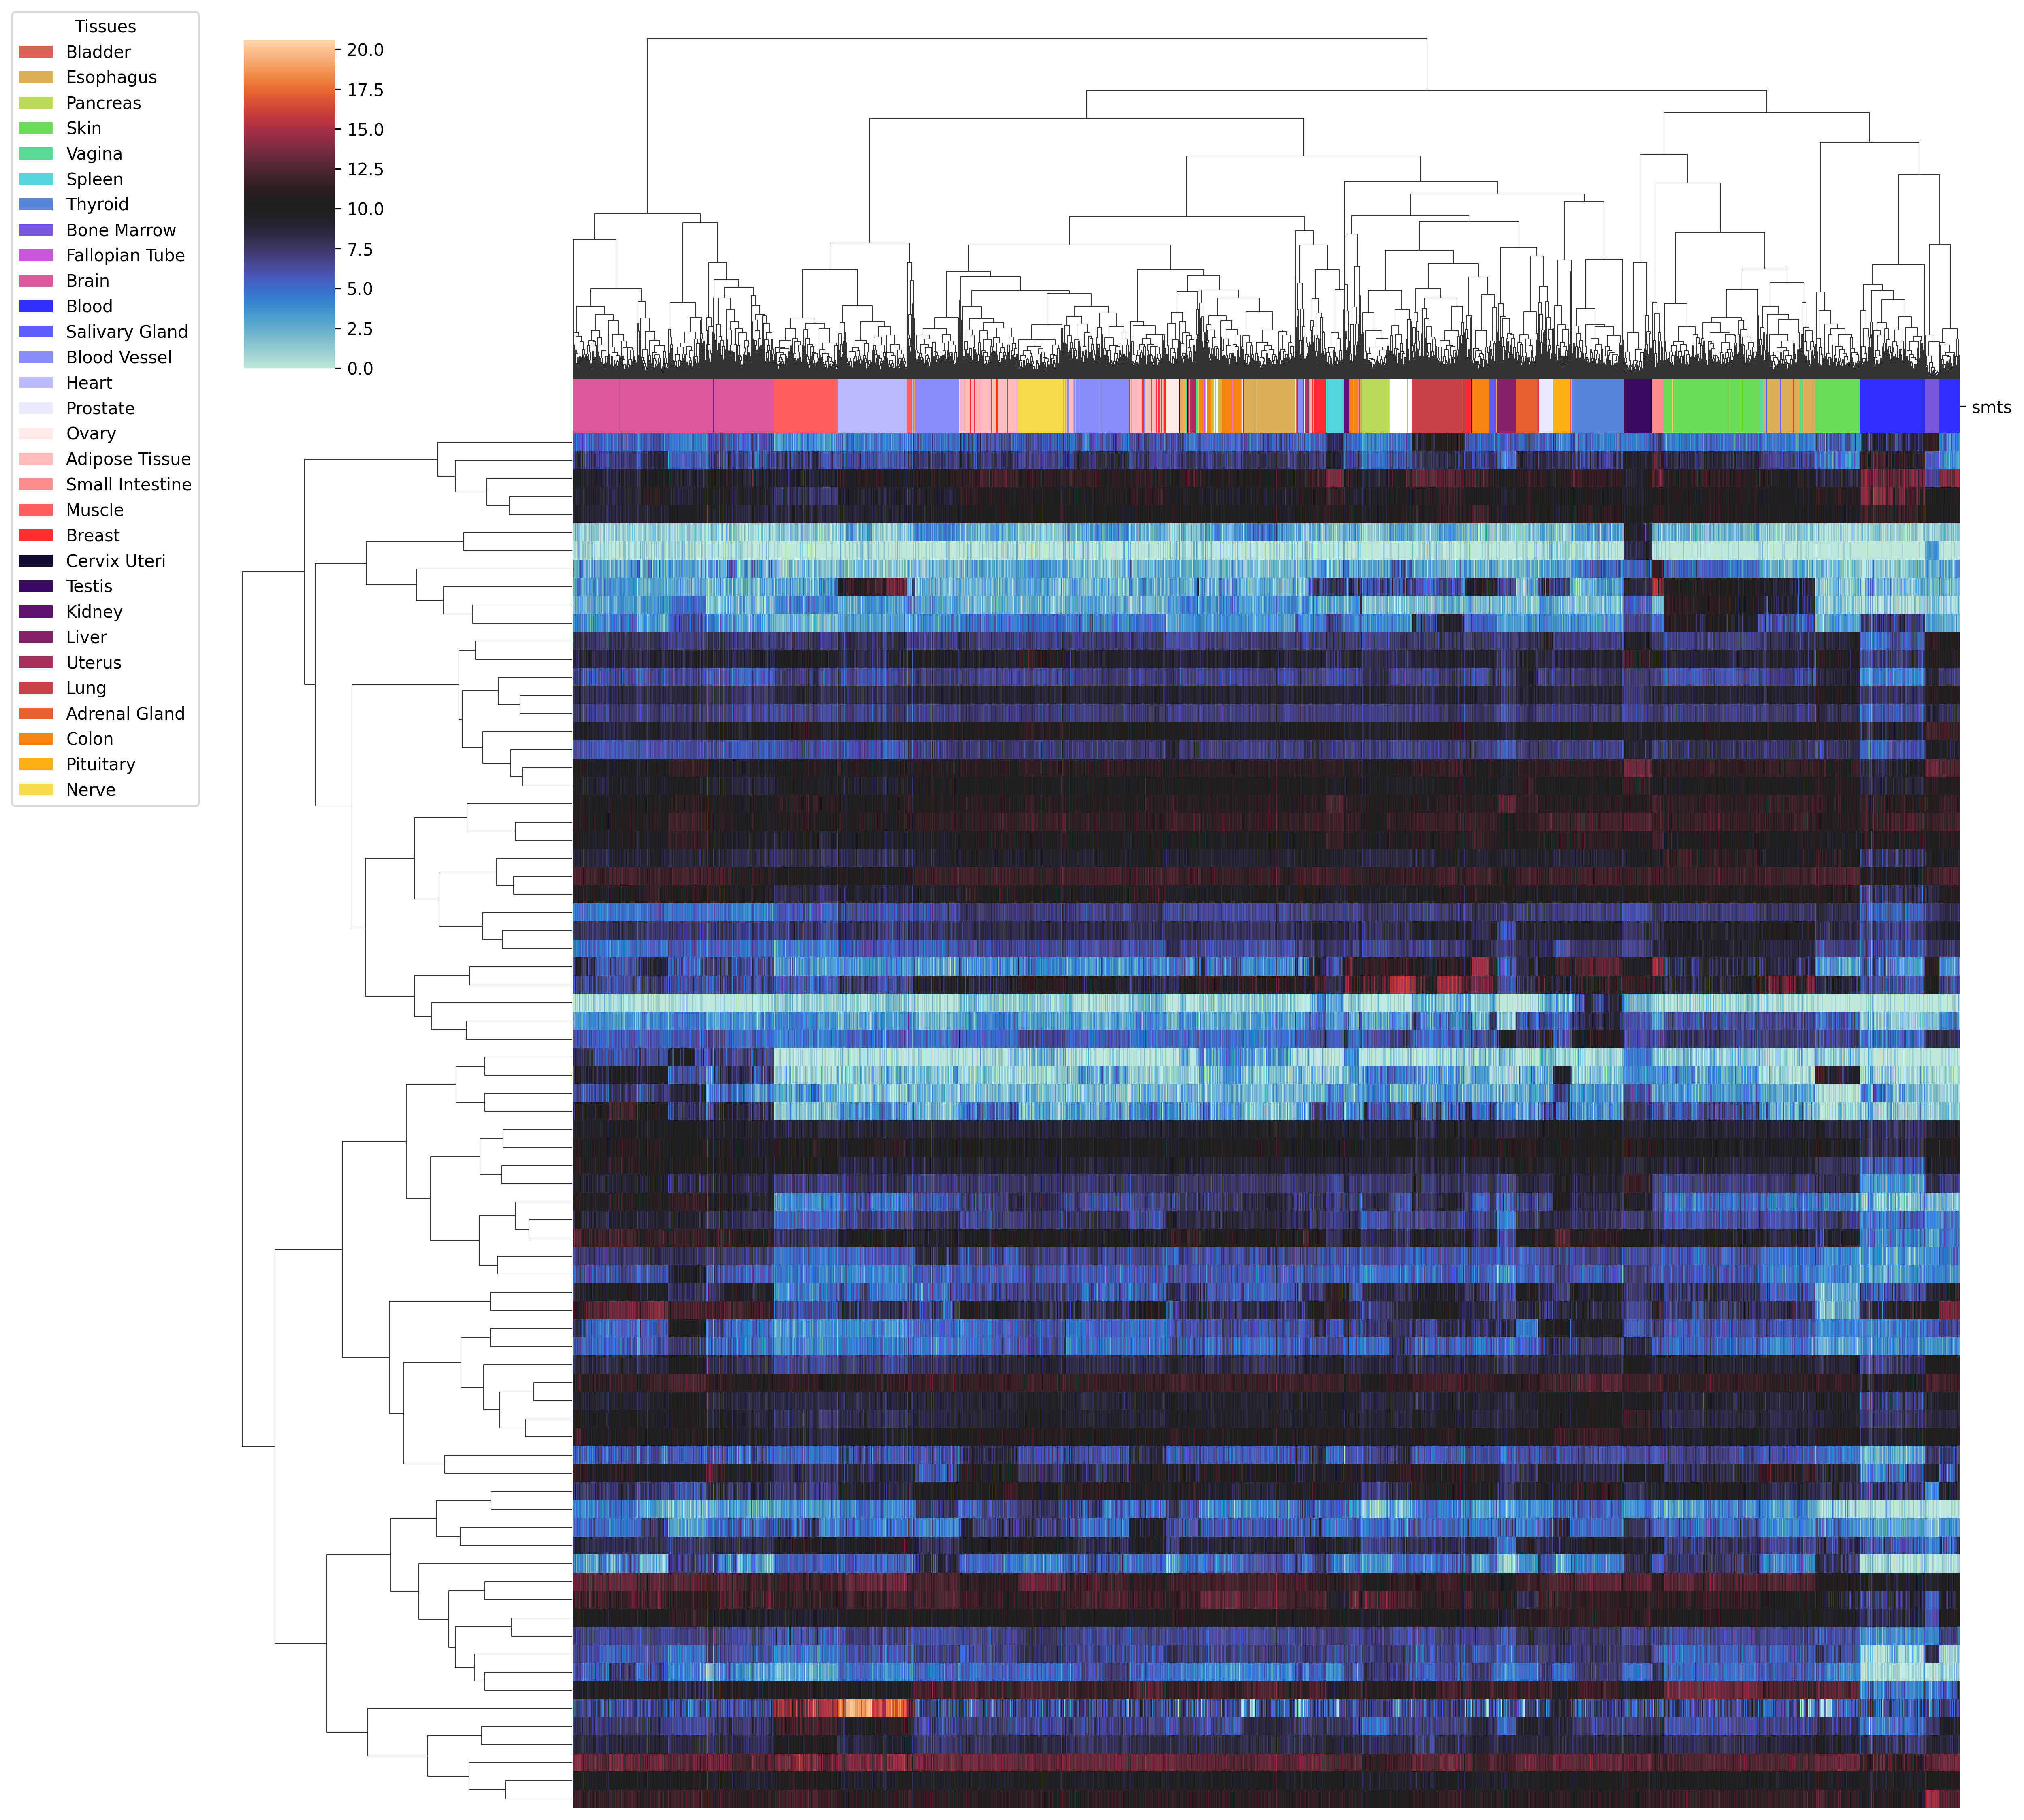 Tissues
Bladder
Esophagus
Pancreas
Skin
Vagina
Spleen
Thyroid
Bone Marrow
Fallopian Tube
Brain
Blood
Salivary Gland
Blood Vessel
Heart
Prostate
Ovary
Adipose Tissue
Small Intestine
Muscle
Breast
Cervix Uteri
Testis
Kidney
Liver
Uterus
Lung
Adrenal Gland
Colon
Pituitary
Nerve
20.0
17.5
15.0
12.5
10.0
7.5
5.0
2.5
0.0
smts